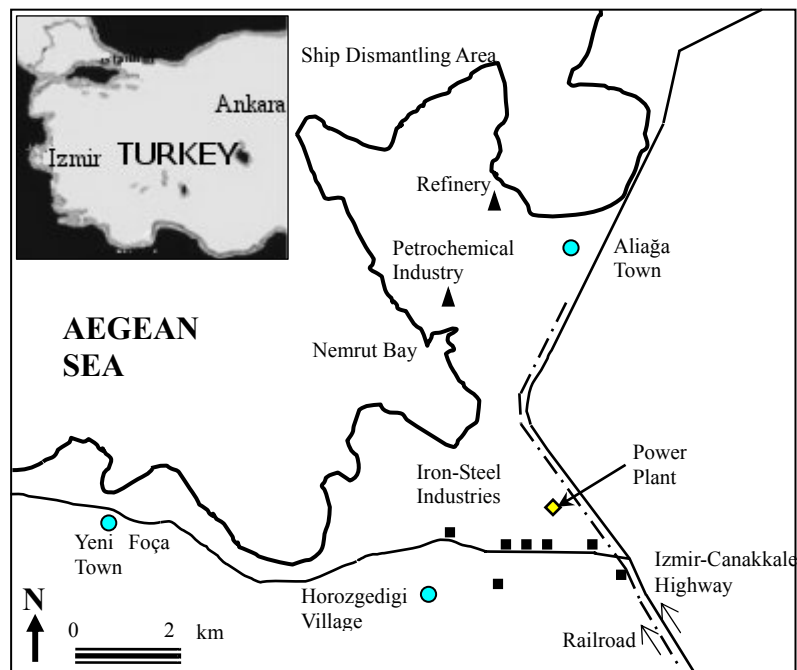 Ship Dismantling Area
Ankara
Izmir TURKEY
Refinery
Petrochemical
Industry
Aliağa
Town
AEGEAN
SEA
Nemrut Bay
Iron-Steel
Industries
Power
Plant
Yeni Foça
Town
Horozgedigi
Village
Izmir-Canakkale
Highway
Railroad
N
0 2 km